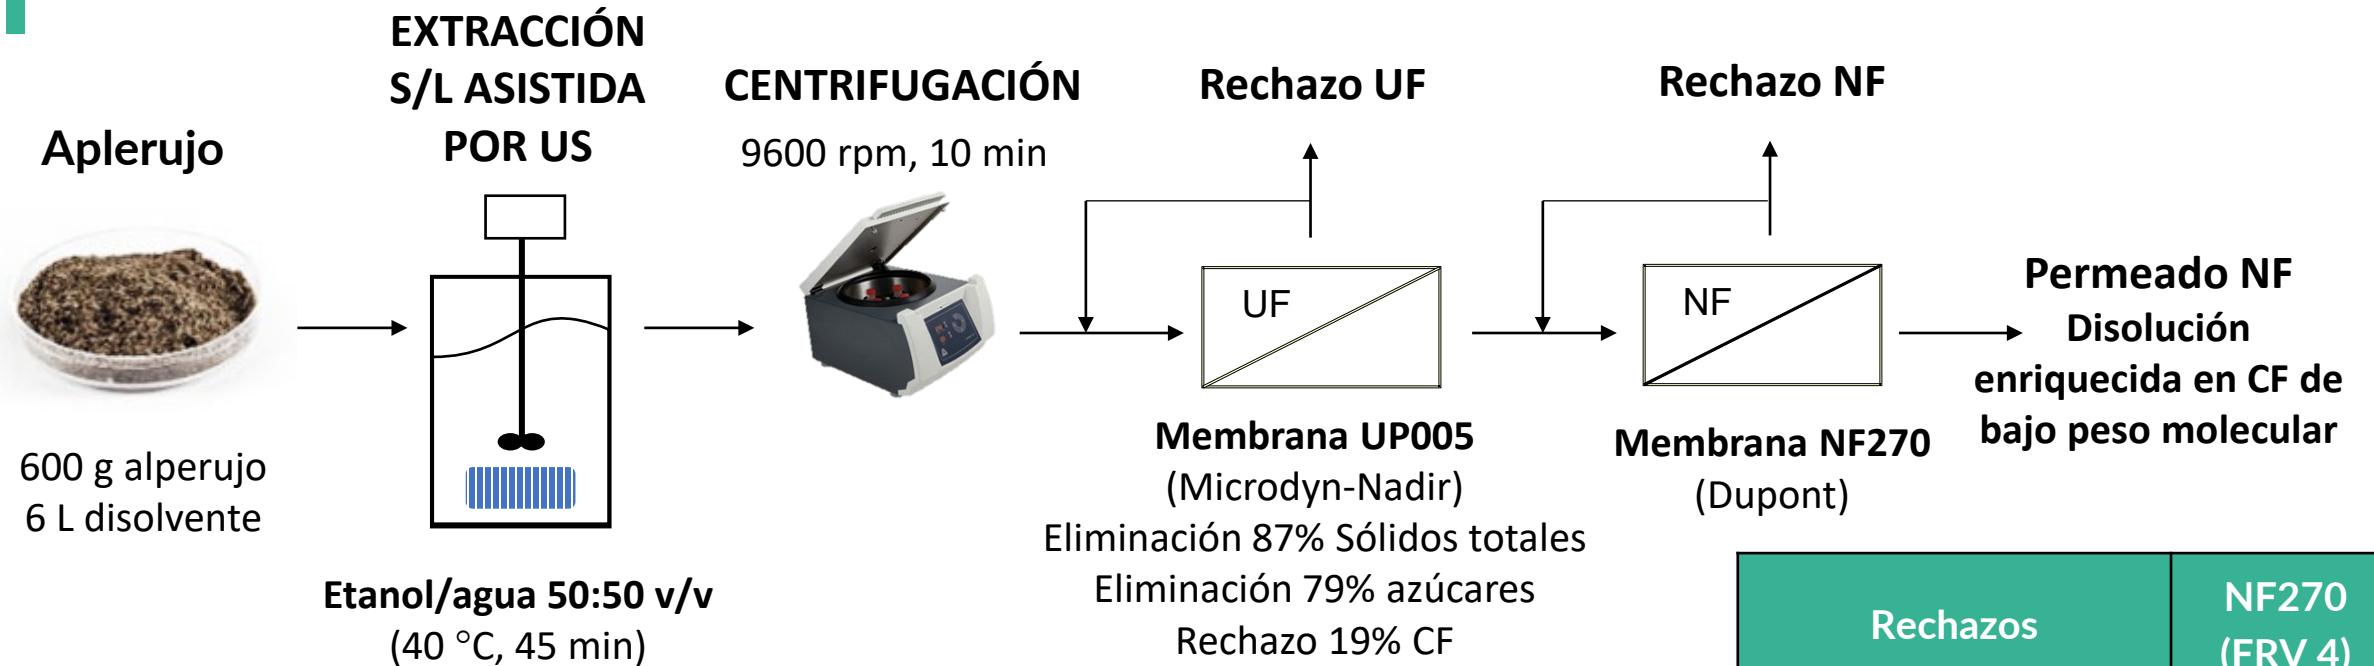 Aplerujo
600 g alperujo
6 L disolvente
EXTRACCIÓN
S/L ASISTIDA
POR US
Etanol/agua 50:50 v/v
(40 °C, 45 min)
CENTRIFUGACIÓN
9600 rpm, 10 min
Rechazo UF
UF
Membrana UP005
(Microdyn-Nadir)
Eliminación 87% Sólidos totales
Eliminación 79% azúcares
Rechazo 19% CF
Rechazo NF
NF
Membrana NF270
(Dupont)
Permeado NF
Disolución
enriquecida en CF de
bajo peso molecular
Rechazos
NF270
(FRV 4)